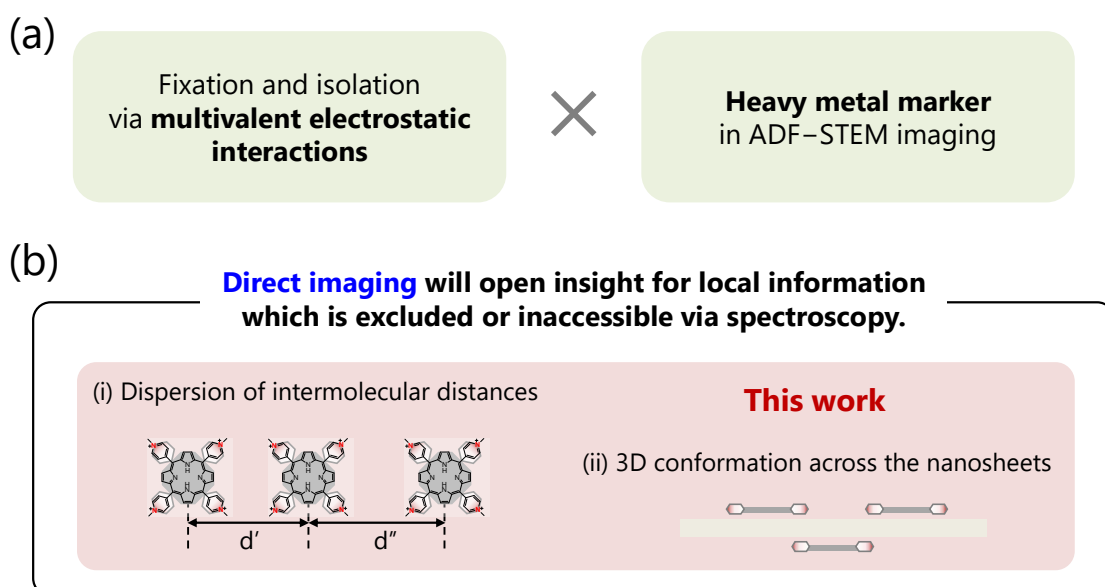 (a)
Fixation and isolation
via multivalent electrostatic
interactions
Heavy metal marker
in ADF−STEM imaging
(b)
Direct imaging will open insight for local information
which is excluded or inaccessible via spectroscopy.
(i) Dispersion of intermolecular distances
This work
(ii) 3D conformation across the nanosheets
d′
d″